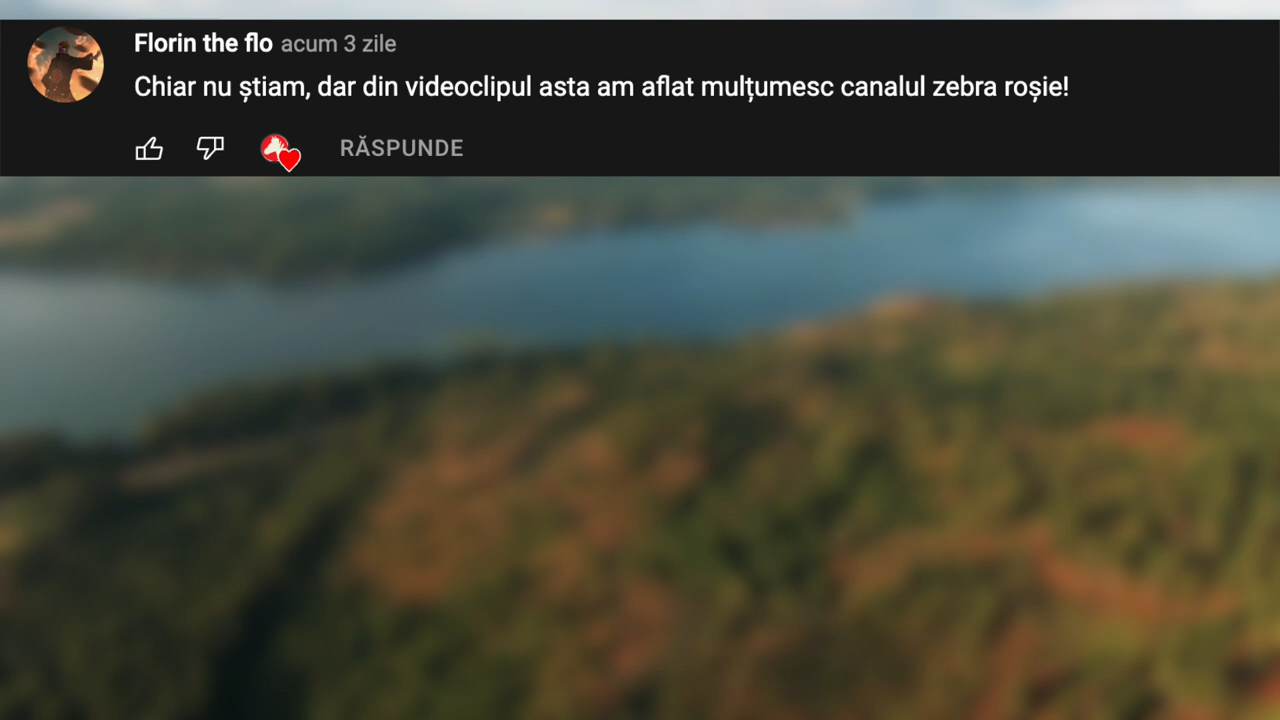 Florin the flo acum 3 zile
Chiar nu știam, dar din videoclipul asta am aflat mulțumesc canalul zebra roșie!
RĂSPUNDE